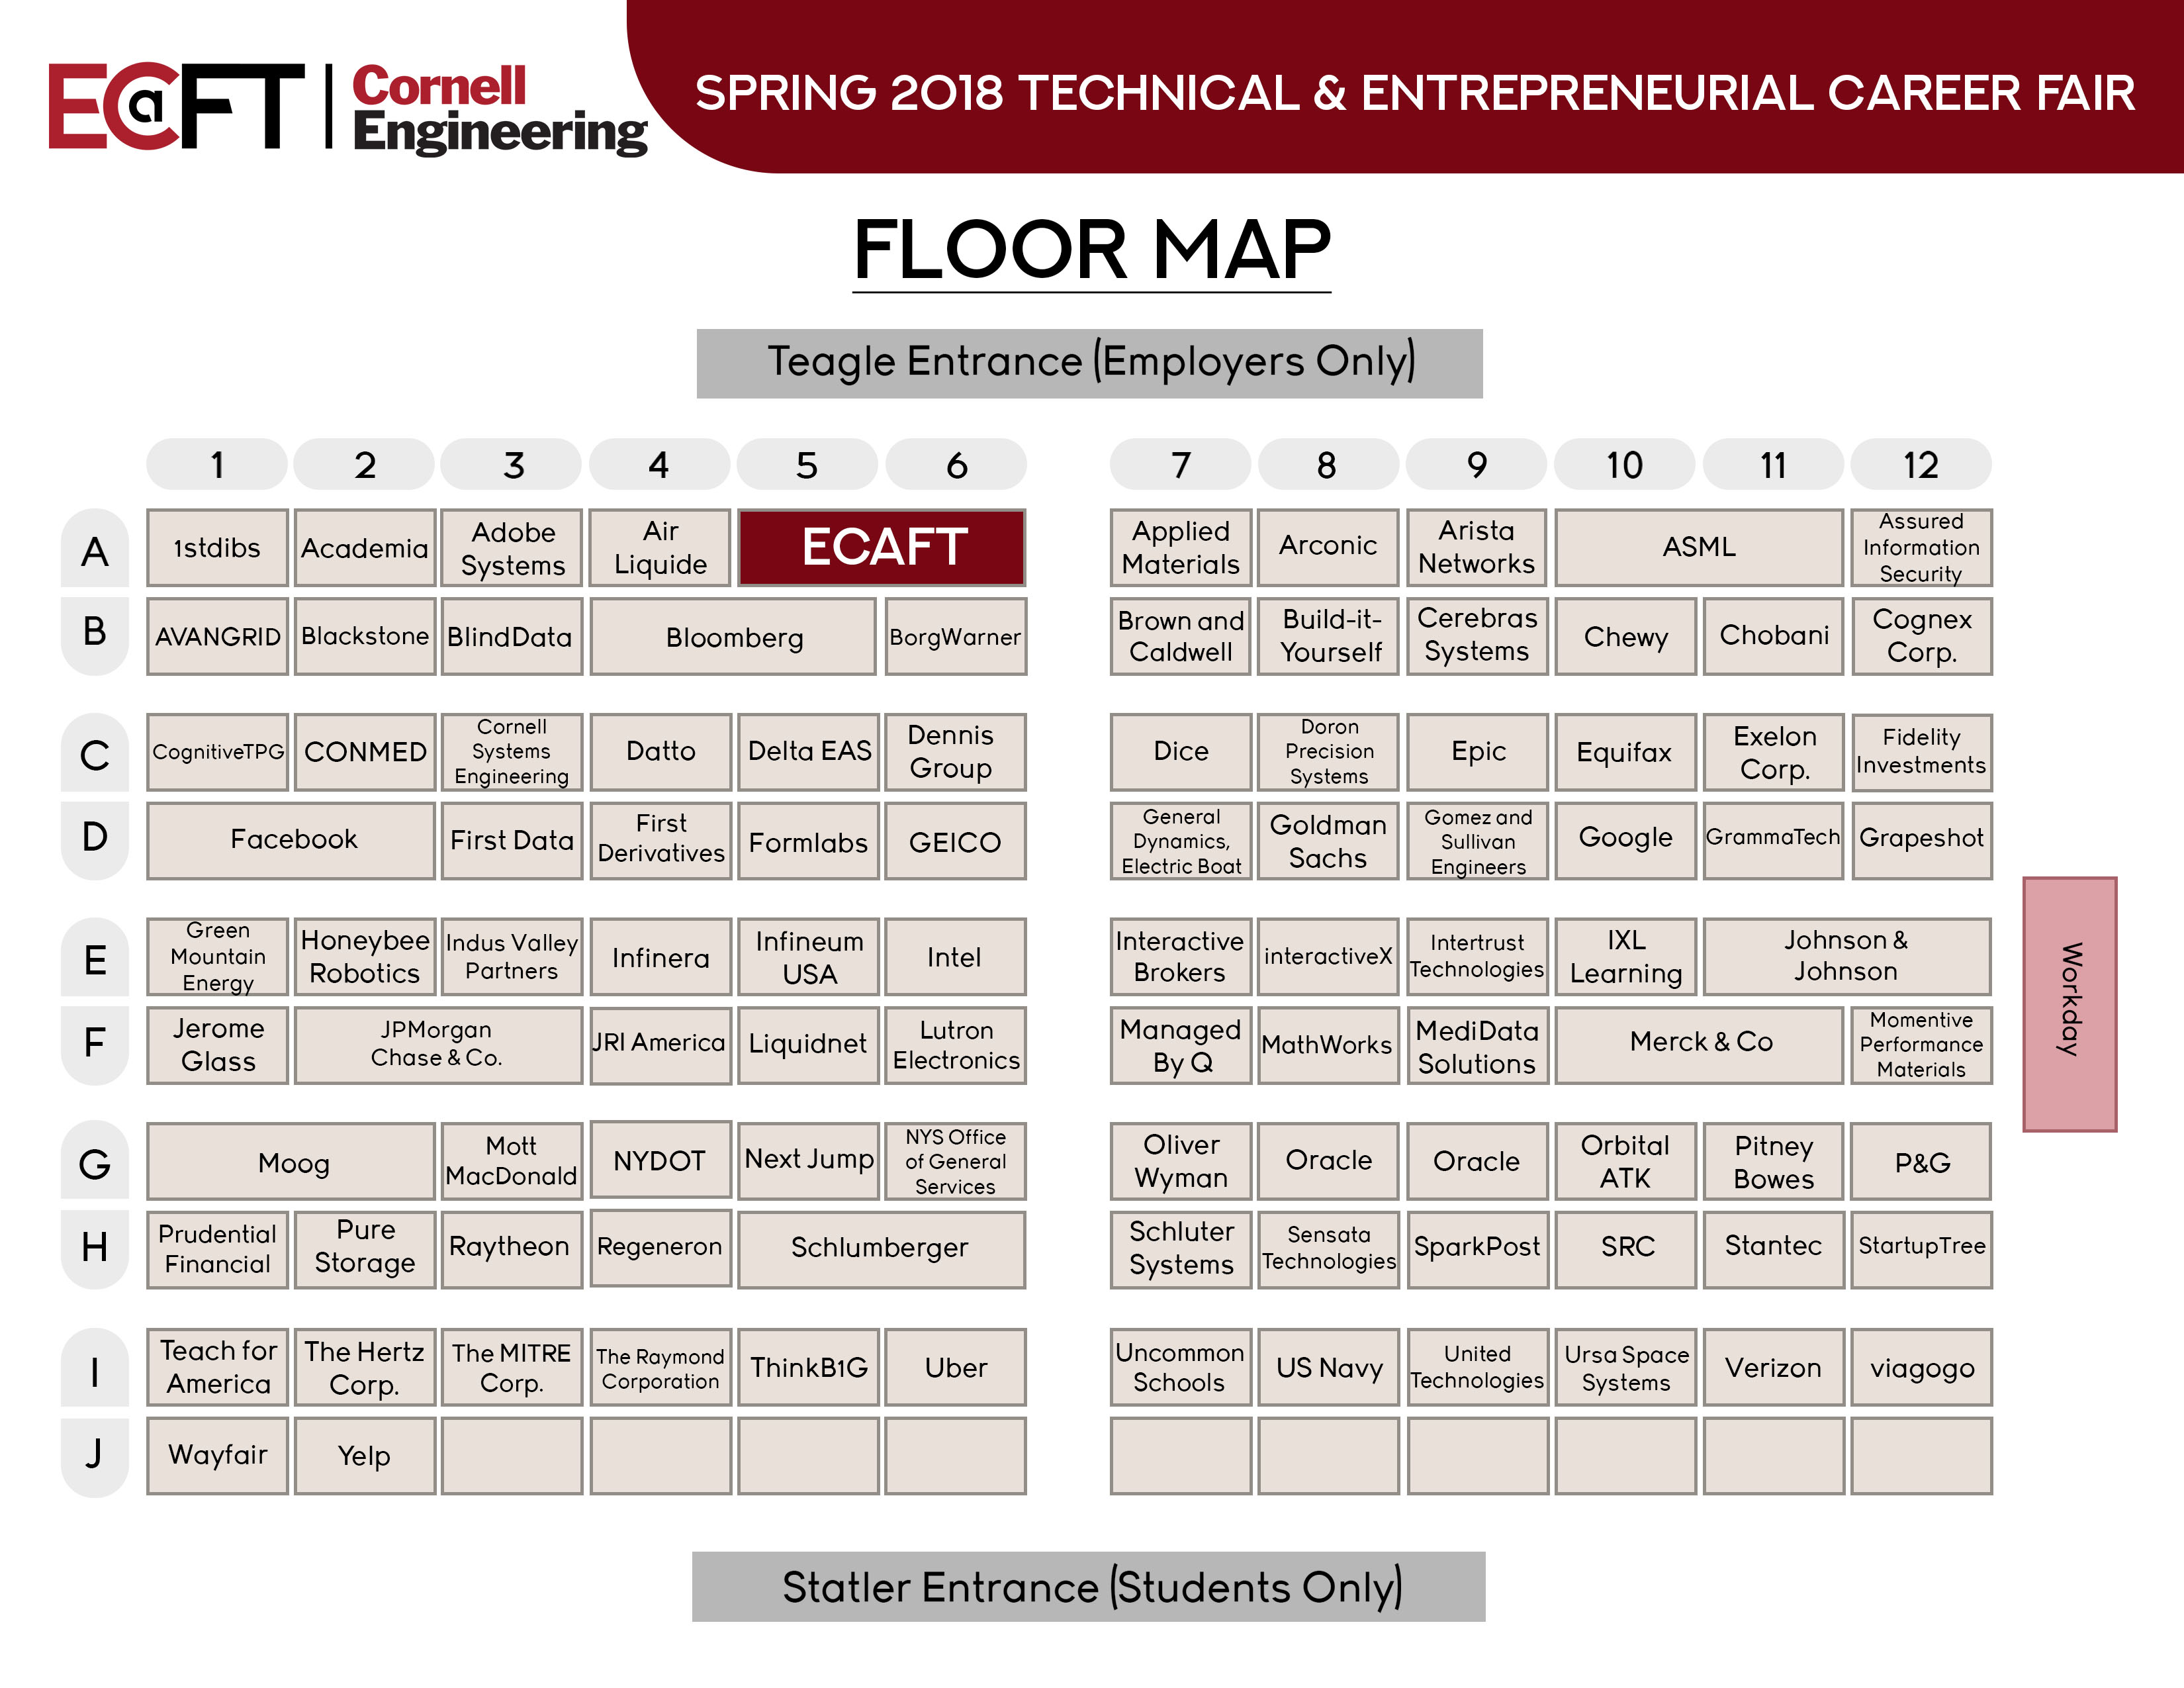 ECaFT | Cornell
Engineering
SPRING 2018 TECHNICAL & ENTREPRENEURIAL CAREER FAIR
FLOOR MAP
Teagle Entrance (Employers Only)
1 2 3 4 5 6 7 8 9 10 11 12
A
1stdibs
Academia
Adobe
Systems
Air
Liquide
ECAFT
Applied
Materials
Arconic
Arista
Networks
ASML
Assured
Information
Security
B
AVANGRID
Blackstone
BlindData
Bloomberg
BorgWarner
Brown and
Caldwell
Build-it-
Yourself
Cerebras
Systems
Chewy
Chobani
Cognex
Corp.
C
CognitiveTPG
CONMED
Cornell
Systems
Engineering
Datto
Delta EAS
Dennis
Group
Dice
Doron
Precision
Systems
Epic
Equifax
Exelon
Corp.
Fidelity
Investments
D
Facebook
First Data
First
Derivatives
Formlabs
GEICO
General
Dynamics,
Electric Boat
Goldman
Sachs
Gomez and
Sullivan
Engineers
Google
GrammaTech
Grapeshot
E
Green
Mountain
Energy
Honeybee
Robotics
Indus Valley
Partners
Infinera
Infineum
USA
Intel
Interactive
Brokers
interactiveX
Intertrust
Technologies
IXL
Learning
Johnson &
Johnson
F
Jerome
Glass
JPMorgan
Chase & Co.
JRI America
Liquidnet
Lutron
Electronics
Managed
By Q
MathWorks
MediData
Solutions
Merck & Co
Momentive
Performance
Materials
Workday
G
Moog
Mott
MacDonald
NYDOT
Next Jump
NYS Office
of General
Services
Oliver
Wyman
Oracle
Oracle
Orbital
ATK
Pitney
Bowes
P&G
H
Prudential
Financial
Pure
Storage
Raytheon
Regeneron
Schlumberger
Schluter
Systems
Sensata
Technologies
SparkPost
SRC
Stantec
StartupTree
I
Teach for
America
The Hertz
Corp.
The MITRE
Corp.
The Raymond
Corporation
ThinkB1G
Uber
Uncommon
Schools
US Navy
United
Technologies
Ursa Space
Systems
Verizon
viagogo
J
Wayfair
Yelp
Statler Entrance (Students Only)